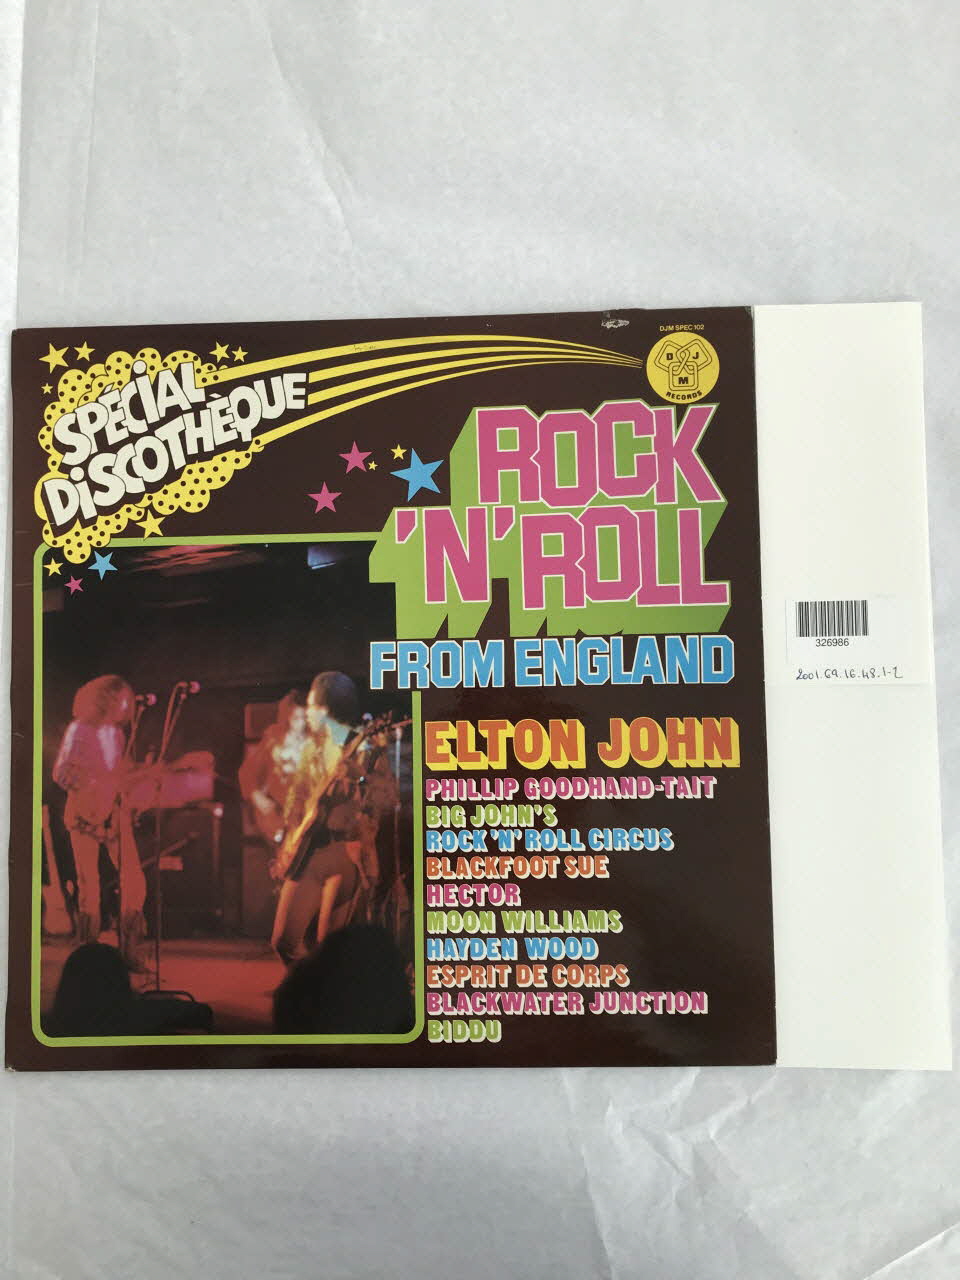 DJM SPEC 102
D J
M
RECORDS
SPÉCIAL
DISCOTHÈQUE
ROCK
'N' ROLL
FROM ENGLAND
ELTON JOHN
PHILLIP GOODHAND-TAIT
BIG JOHN'S
ROCK 'N' ROLL CIRCUS
BLACKFOOT SUE
HECTOR
MOON WILLIAMS
HAYDEN WOOD
ESPRIT DE CORPS
BLACKWATER JUNCTION
BIDDU
326986
2001.69.16.48.1-2